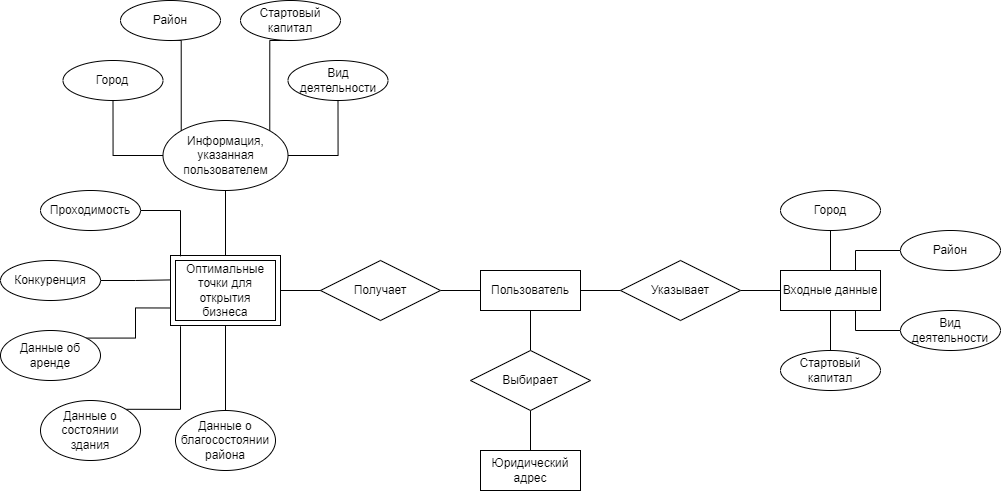 Район
Стартовый
капитал
Город
Вид
деятельности
Информация,
указанная
пользователем
Проходимость
Конкуренция
Данные об
аренде
Данные о
состоянии
здания
Данные о
благосостоянии
района
Оптимальные
точки для
открытия
бизнеса
Получает
Пользователь
Указывает
Входные данные
Город
Район
Вид
деятельности
Стартовый
капитал
Выбирает
Юридический
адрес